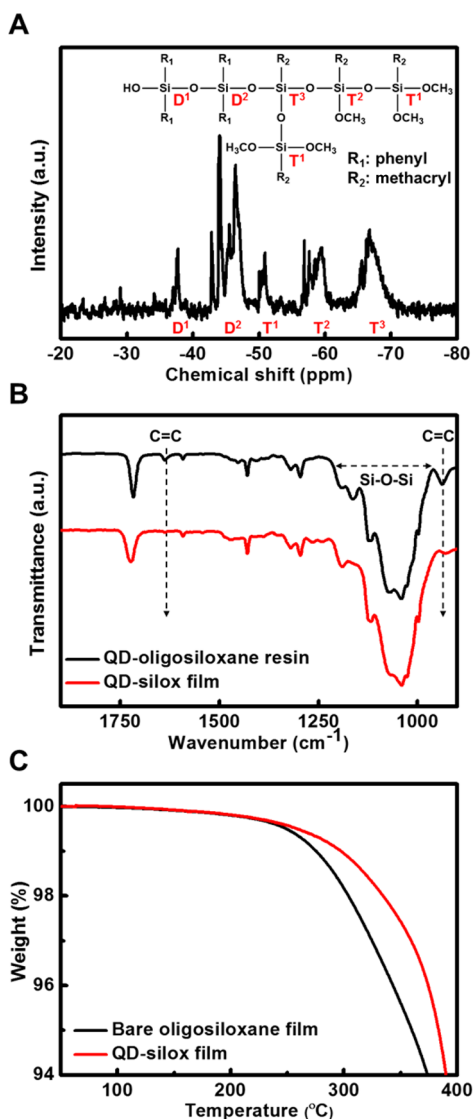 A
R₁ R₁ R₂ R₂ R₂
HO—Si—O—Si—O—Si—O—Si—O—Si—OCH₃
R₁ D¹ R₁ D² O T³ OCH₃ T² OCH₃ T¹
H₃CO—Si—OCH₃
T¹
R₂
R₁: phenyl
R₂: methacryl
Intensity (a.u.)
D¹ D² T¹ T² T³
-20 -30 -40 -50 -60 -70 -80
Chemical shift (ppm)
B
C=C C=C
Si-O-Si
Transmittance (a.u.)
QD-oligosiloxane resin
QD-silox film
1750 1500 1250 1000
Wavenumber (cm⁻¹)
C
100
98
96
94
Weight (%)
Bare oligosiloxane film
QD-silox film
100 200 300 400
Temperature (°C)